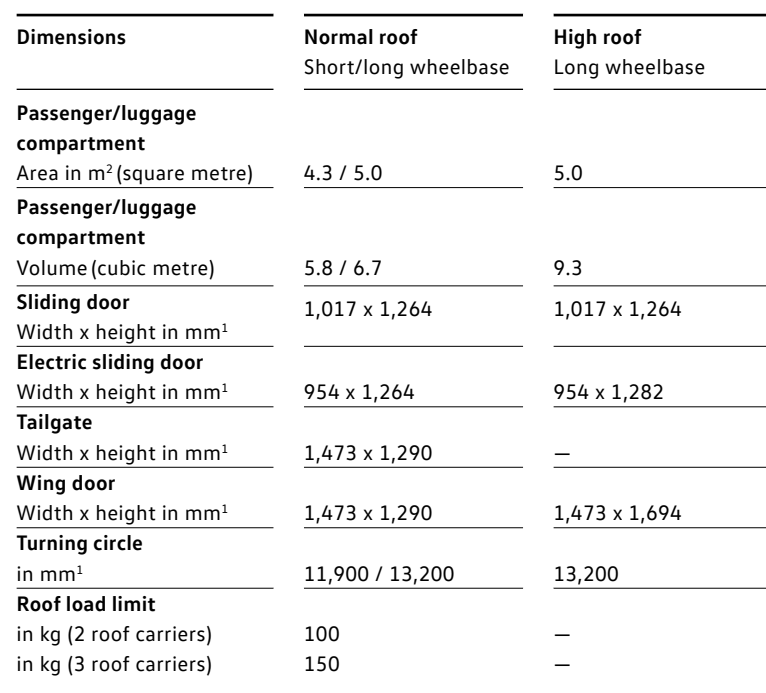 Dimensions Normal roof High roof
Short/long wheelbase Long wheelbase
Passenger/luggage
compartment
Area in m² (square metre) 4.3 / 5.0 5.0
Passenger/luggage
compartment
Volume (cubic metre) 5.8 / 6.7 9.3
Sliding door
1,017 x 1,264 1,017 x 1,264
Width x height in mm¹
Electric sliding door
Width x height in mm¹ 954 x 1,264 954 x 1,282
Tailgate
Width x height in mm¹ 1,473 x 1,290 —
Wing door
Width x height in mm¹ 1,473 x 1,290 1,473 x 1,694
Turning circle
in mm¹ 11,900 / 13,200 13,200
Roof load limit
in kg (2 roof carriers) 100 —
in kg (3 roof carriers) 150 —